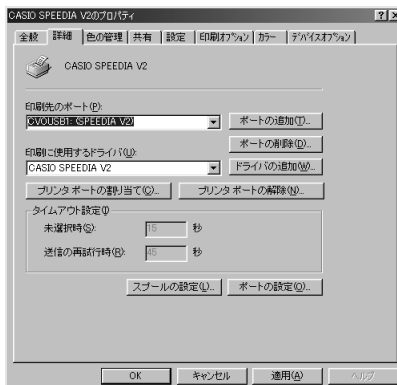 CASIO SPEEDIA V2のプロパティ
全般 詳細 色の管理 共有 設定 印刷オプション カラー デバイスオプション
CASIO SPEEDIA V2
印刷先のポート(P):
CVOUSB1: (SPEEDIA V2)
ポートの追加(T)...
ポートの削除(D)...
印刷に使用するドライバ(U):
CASIO SPEEDIA V2
ドライバの追加(W)...
プリンタ ポートの割り当て(C)...
プリンタ ポートの解除(N)...
タイムアウト設定
未選択時(S):
15
秒
送信の再試行時(R):
45
秒
スプールの設定(L)...
ポートの設定(O)...
OK
キャンセル
適用(A)
ヘルプ